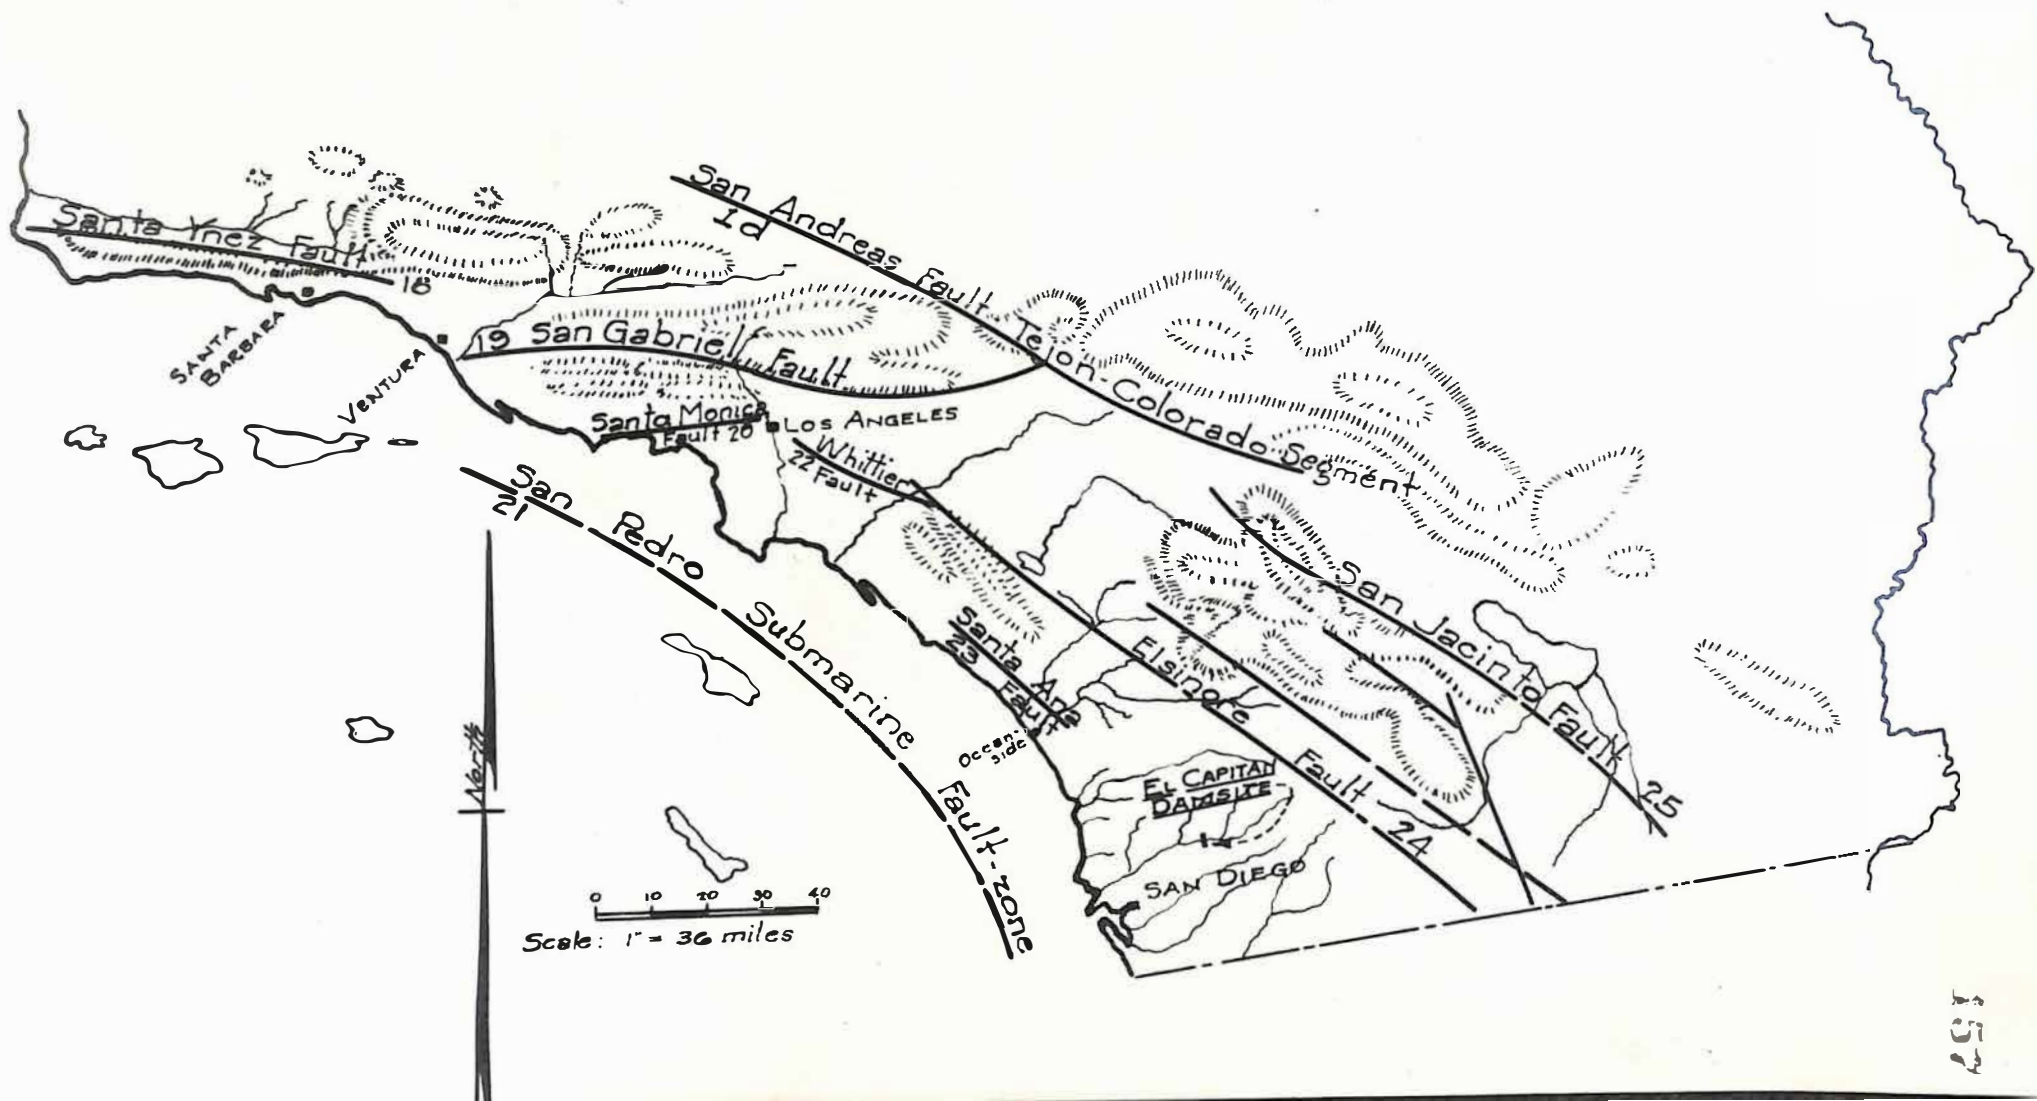 San Andreas Fault Tejon-Colorado Segment
1d
Santa Ynez Fault
18
SANTA
BARBARA
VENTURA
19 San Gabriel Fault
Santa Monica
Fault 20
LOS ANGELES
Whittier
22 Fault
San Pedro Submarine Fault-zone
21
Santa Ana
23 Fault
Ocean-
side
Elsinore Fault 24
San Jacinto Fault 25
EL CAPITAN
DAMSITE
SAN DIEGO
North
0 10 20 30 40
Scale: 1" = 36 miles
157